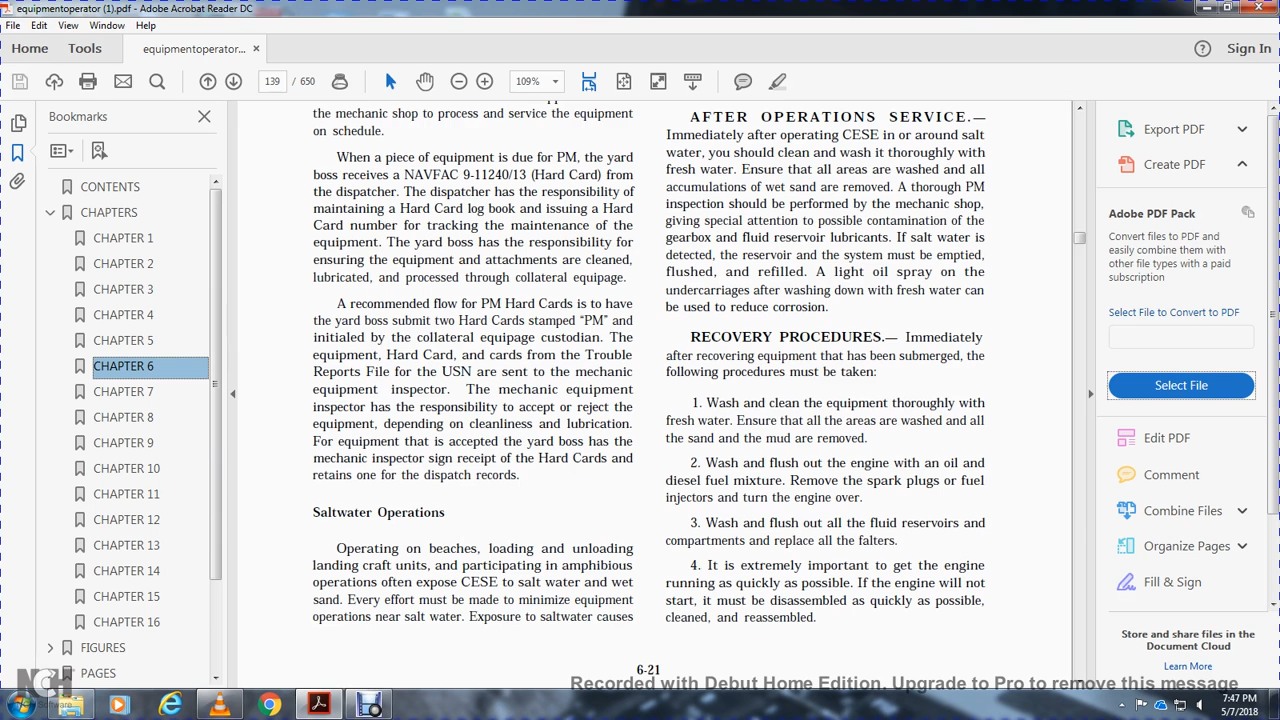 equipmentoperator (1).pdf - Adobe Acrobat Reader DC
File Edit View Window Help
Home Tools equipmentoperator... × Sign In
139 / 650 109%
Bookmarks
CONTENTS
CHAPTERS
CHAPTER 1
CHAPTER 2
CHAPTER 3
CHAPTER 4
CHAPTER 5
CHAPTER 6
CHAPTER 7
CHAPTER 8
CHAPTER 9
CHAPTER 10
CHAPTER 11
CHAPTER 12
CHAPTER 13
CHAPTER 14
CHAPTER 15
CHAPTER 16
FIGURES
PAGES
the mechanic shop to process and service the equipment
on schedule.
When a piece of equipment is due for PM, the yard
boss receives a NAVFAC 9-11240/13 (Hard Card) from
the dispatcher. The dispatcher has the responsibility of
maintaining a Hard Card log book and issuing a Hard
Card number for tracking the maintenance of the
equipment. The yard boss has the responsibility for
ensuring the equipment and attachments are cleaned,
lubricated, and processed through collateral equipage.
A recommended flow for PM Hard Cards is to have
the yard boss submit two Hard Cards stamped “PM” and
initialed by the collateral equipage custodian. The
equipment, Hard Card, and cards from the Trouble
Reports File for the USN are sent to the mechanic
equipment inspector. The mechanic equipment
inspector has the responsibility to accept or reject the
equipment, depending on cleanliness and lubrication.
For equipment that is accepted the yard boss has the
mechanic inspector sign receipt of the Hard Cards and
retains one for the dispatch records.
Saltwater Operations
Operating on beaches, loading and unloading
landing craft units, and participating in amphibious
operations often expose CESE to salt water and wet
sand. Every effort must be made to minimize equipment
operations near salt water. Exposure to saltwater causes
AFTER OPERATIONS SERVICE.—
Immediately after operating CESE in or around salt
water, you should clean and wash it thoroughly with
fresh water. Ensure that all areas are washed and all
accumulations of wet sand are removed. A thorough PM
inspection should be performed by the mechanic shop,
giving special attention to possible contamination of the
gearbox and fluid reservoir lubricants. If salt water is
detected, the reservoir and the system must be emptied,
flushed, and refilled. A light oil spray on the
undercarriages after washing down with fresh water can
be used to reduce corrosion.
RECOVERY PROCEDURES.— Immediately
after recovering equipment that has been submerged, the
following procedures must be taken:
1. Wash and clean the equipment thoroughly with
fresh water. Ensure that all the areas are washed and all
the sand and the mud are removed.
2. Wash and flush out the engine with an oil and
diesel fuel mixture. Remove the spark plugs or fuel
injectors and turn the engine over.
3. Wash and flush out all the fluid reservoirs and
compartments and replace all the falters.
4. It is extremely important to get the engine
running as quickly as possible. If the engine will not
start, it must be disassembled as quickly as possible,
cleaned, and reassembled.
6-21
Export PDF
Create PDF
Adobe PDF Pack
Convert files to PDF and
easily combine them with
other file types with a paid
subscription
Select File to Convert to PDF
Select File
Edit PDF
Comment
Combine Files
Organize Pages
Fill & Sign
Store and share files in the
Document Cloud
Learn More
NCH
Software
Recorded with Debut Home Edition. Upgrade to Pro to remove this message
7:47 PM
5/7/2018